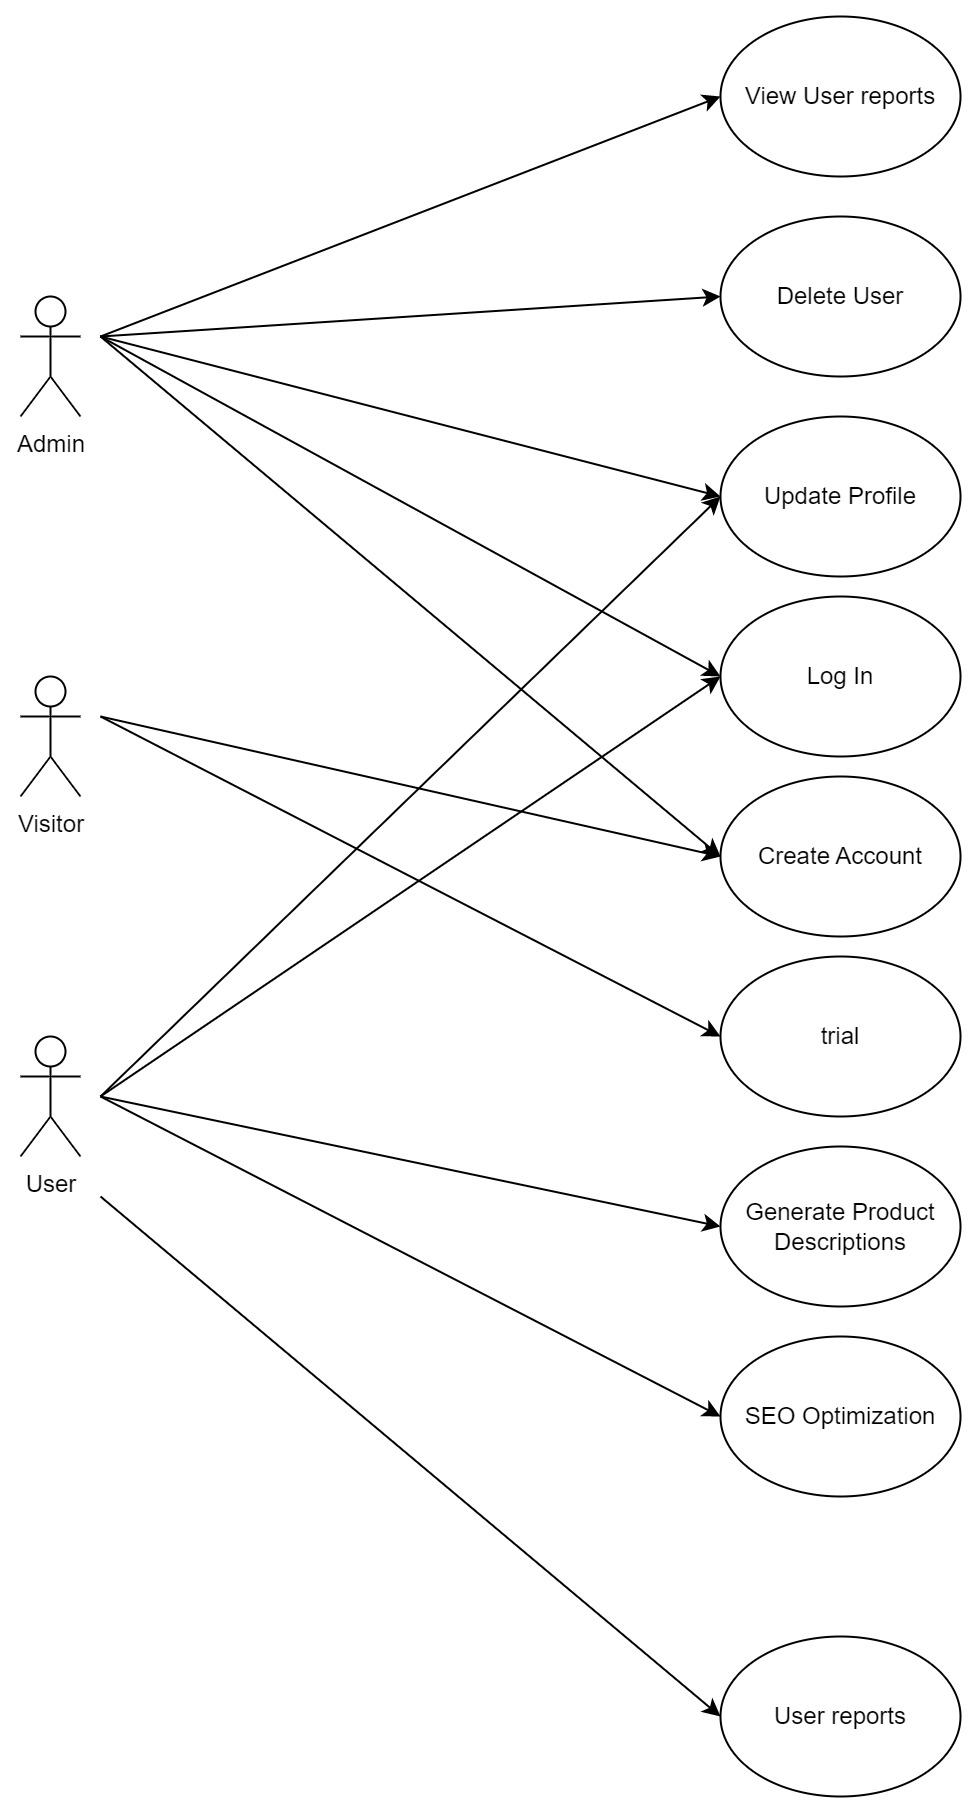 View User reports
Delete User
Admin
Update Profile
Log In
Visitor
Create Account
trial
User
Generate Product
Descriptions
SEO Optimization
User reports